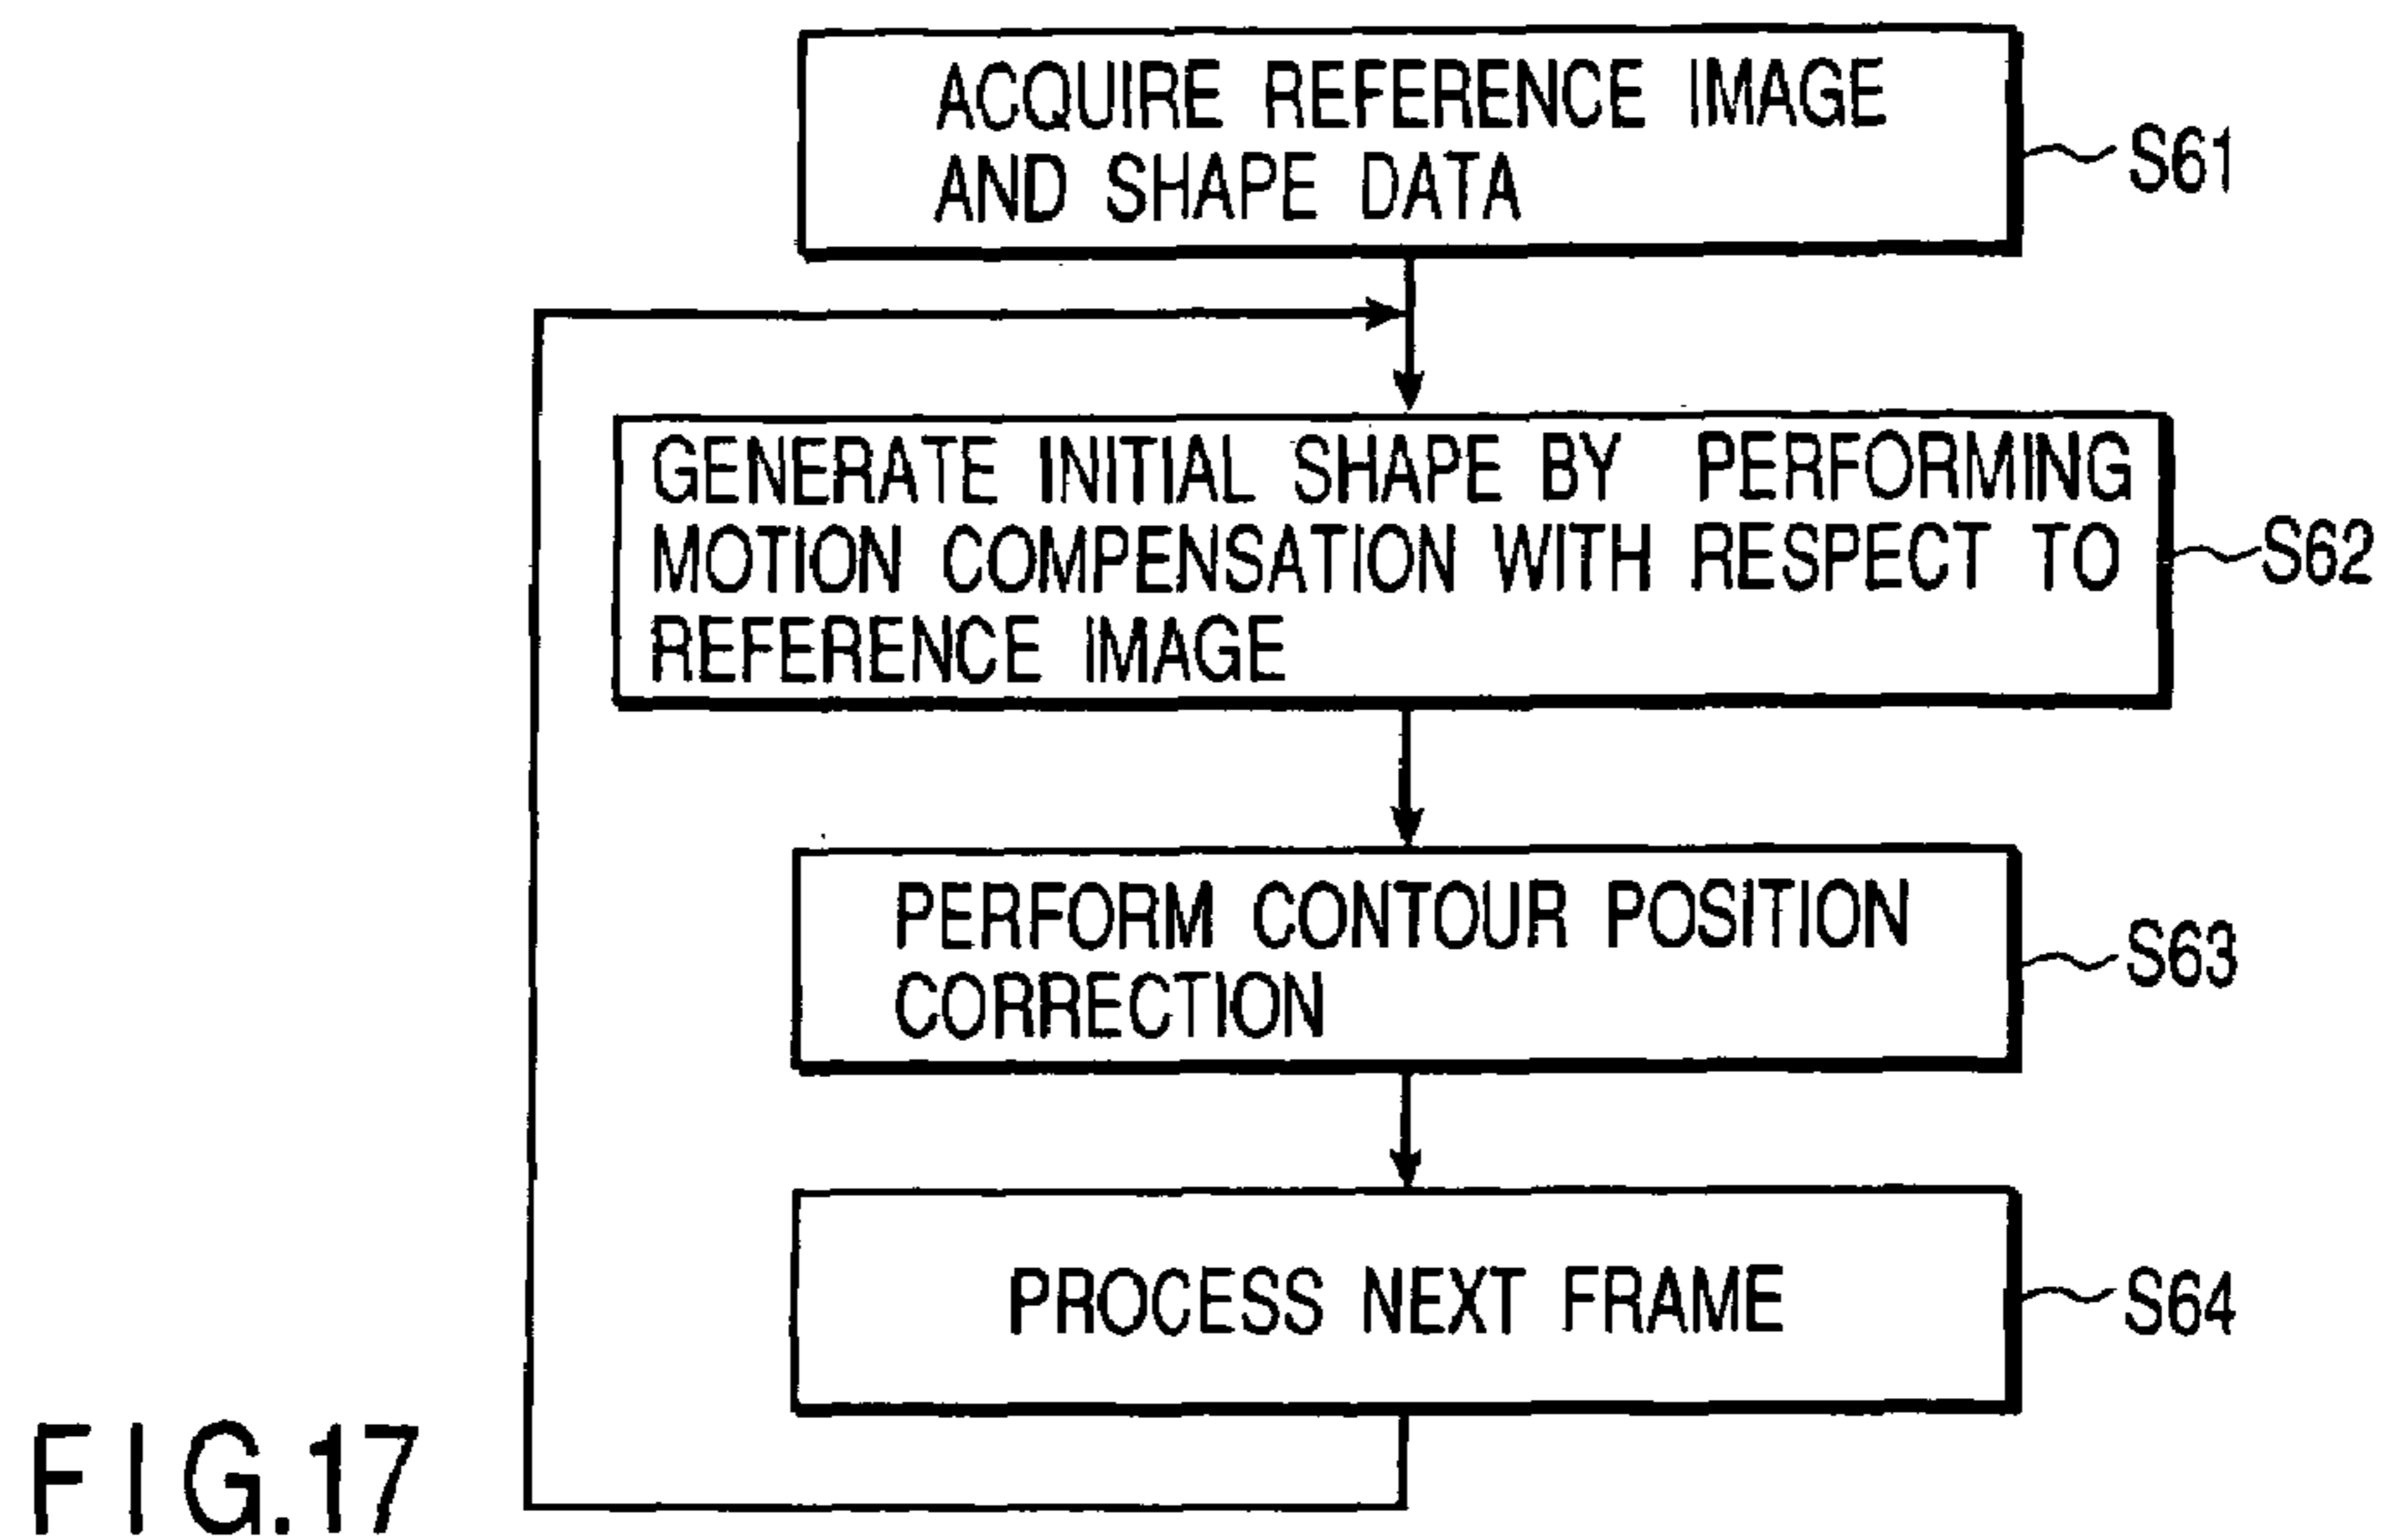 ACQUIRE REFERENCE IMAGE
AND SHAPE DATA
S61
GENERATE INITIAL SHAPE BY PERFORMING
MOTION COMPENSATION WITH RESPECT TO
REFERENCE IMAGE
S62
PERFORM CONTOUR POSITION
CORRECTION
S63
PROCESS NEXT FRAME
S64
FIG.17